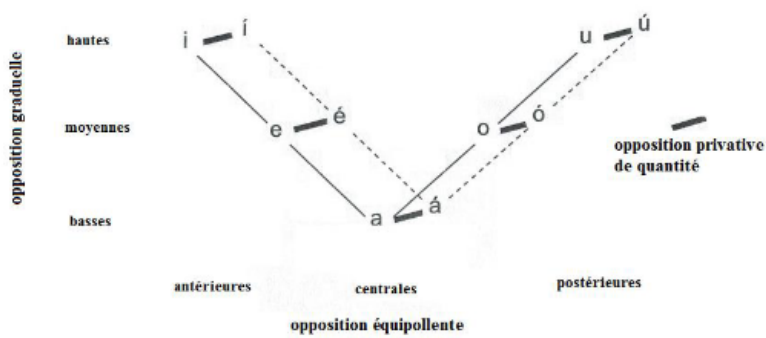 opposition graduelle
hautes
i í
u ú
moyennes
e é
o ó
opposition privative
de quantité
basses
a á
antérieures
centrales
postérieures
opposition équipollente